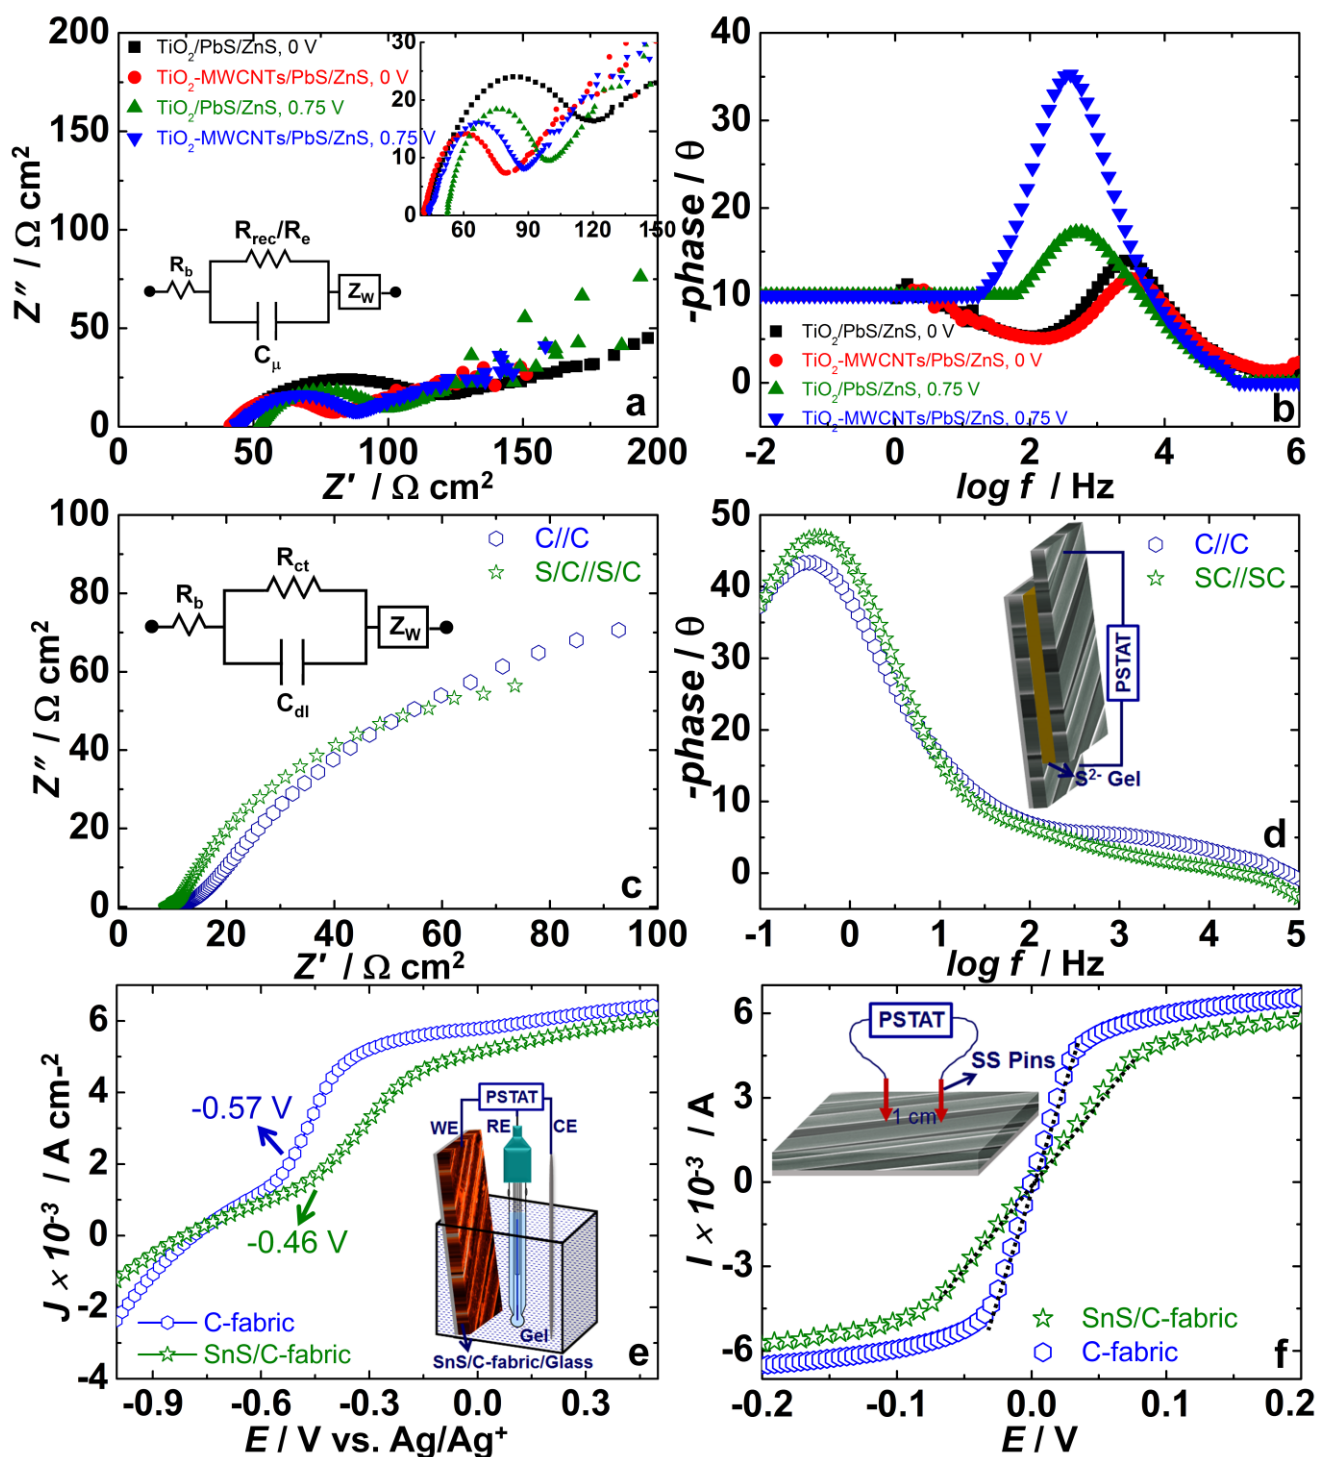 200
150
100
50
0
Z″ / Ω cm²
TiO₂/PbS/ZnS, 0 V
TiO₂-MWCNTs/PbS/ZnS, 0 V
TiO₂/PbS/ZnS, 0.75 V
TiO₂-MWCNTs/PbS/ZnS, 0.75 V
30
20
10
0
60 90 120 150
R_rec/R_e
R_b
Z_W
C_μ
a
0 50 100 150 200
Z' / Ω cm²
40
30
20
10
0
-phase / θ
TiO₂/PbS/ZnS, 0 V
TiO₂-MWCNTs/PbS/ZnS, 0 V
TiO₂/PbS/ZnS, 0.75 V
TiO₂-MWCNTs/PbS/ZnS, 0.75 V
b
-2 0 2 4 6
log f / Hz
100
80
60
40
20
0
Z″ / Ω cm²
C//C
S/C//S/C
R_ct
R_b
Z_W
C_dl
c
0 20 40 60 80 100
Z' / Ω cm²
50
40
30
20
10
0
-phase / θ
C//C
SC//SC
PSTAT
S²⁻ Gel
d
-1 0 1 2 3 4 5
log f / Hz
6
4
2
0
-2
-4
J × 10⁻³ / A cm-²
-0.57 V
-0.46 V
PSTAT
WE RE CE
Gel
SnS/C-fabric/Glass
C-fabric
SnS/C-fabric
e
-0.9 -0.6 -0.3 0.0 0.3
E / V vs. Ag/Ag⁺
6
3
0
-3
-6
I × 10⁻³ / A
PSTAT
SS Pins
1 cm
SnS/C-fabric
C-fabric
f
-0.2 -0.1 0.0 0.1 0.2
E / V